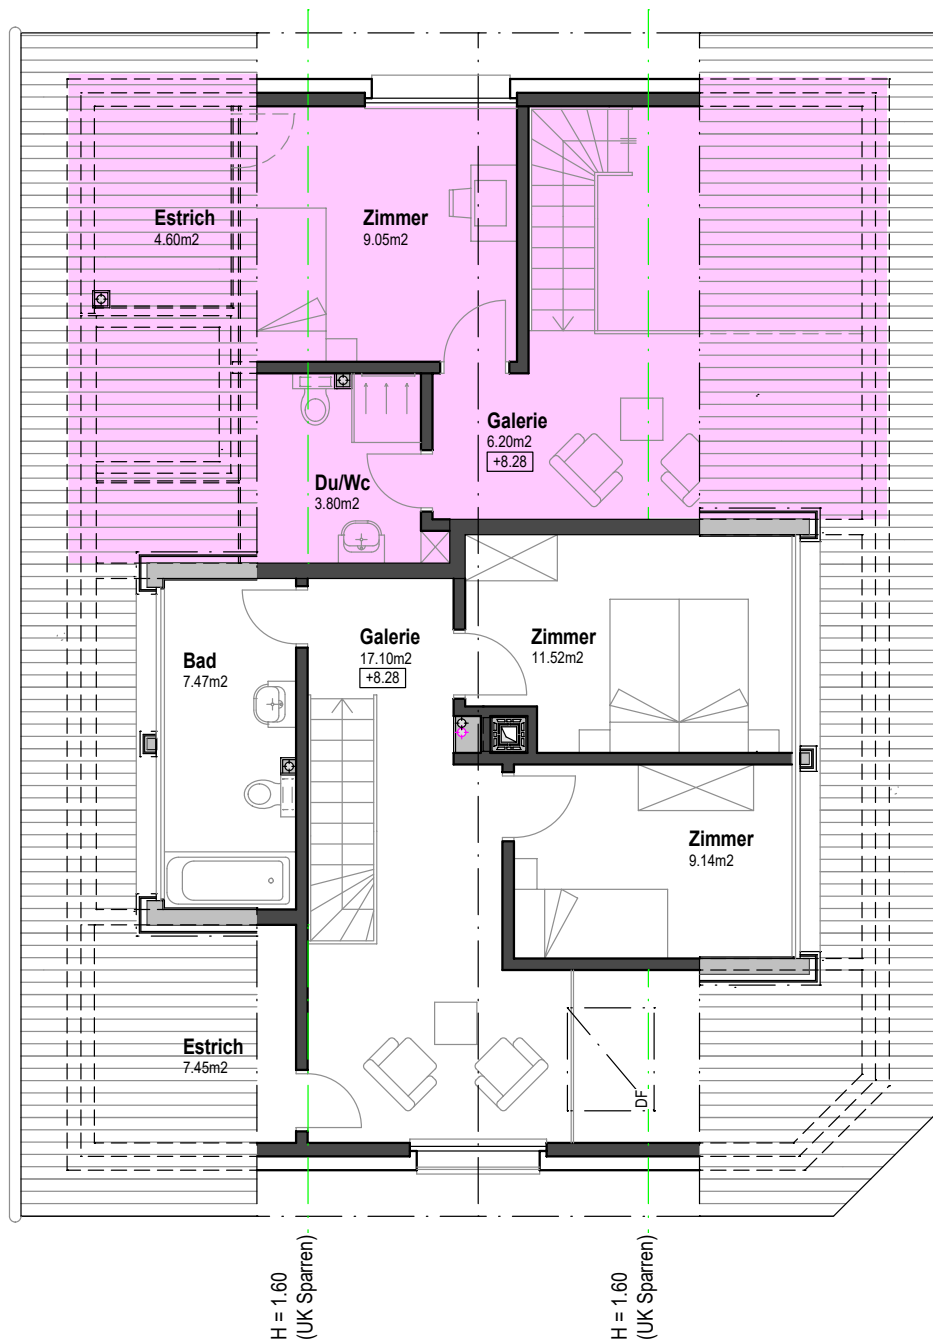 Estrich
4.60m2
Zimmer
9.05m2
Galerie
6.20m2
+8.28
Du/Wc
3.80m2
Galerie
17.10m2
+8.28
Zimmer
11.52m2
Bad
7.47m2
Zimmer
9.14m2
Estrich
7.45m2
DF
H = 1.60
(UK Sparren)
H = 1.60
(UK Sparren)